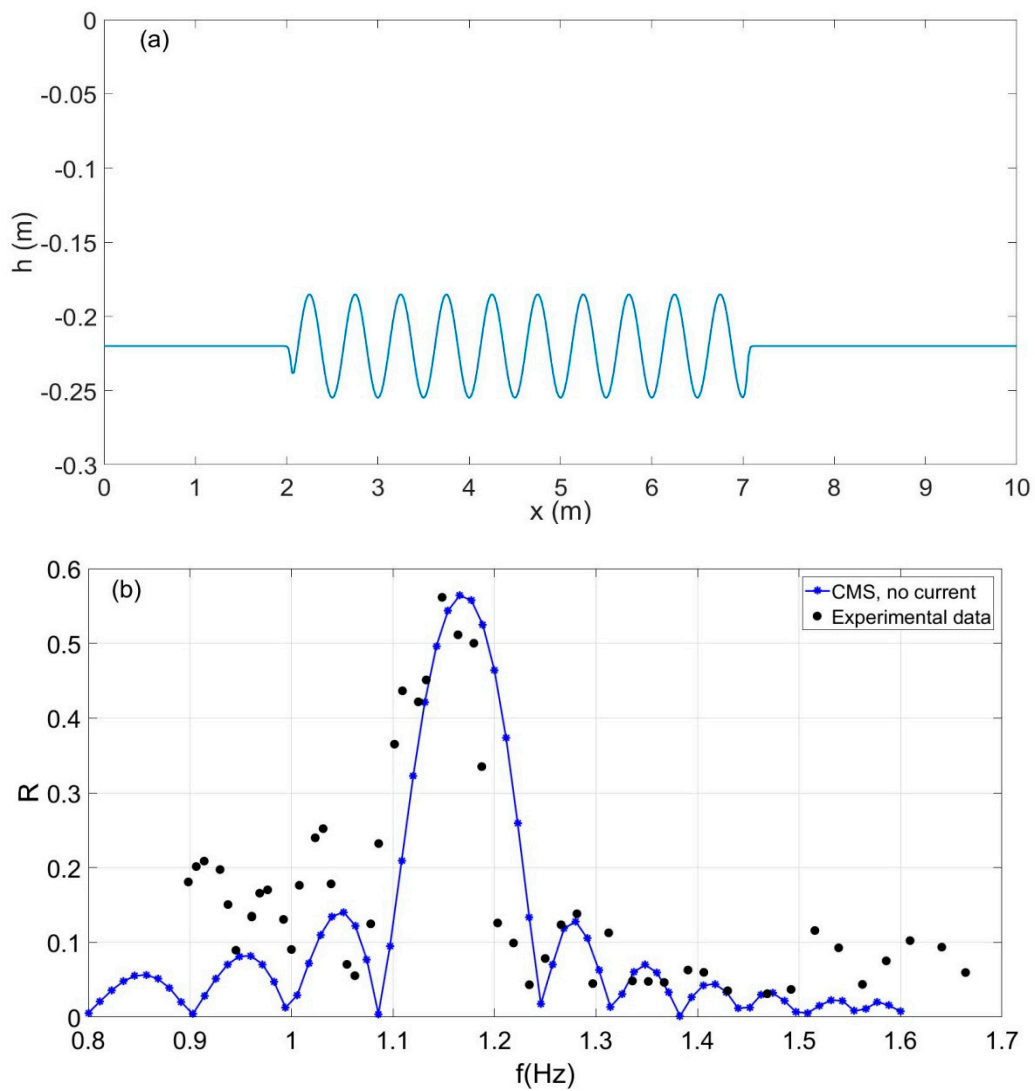 (a)
0
-0.05
-0.1
-0.15
-0.2
-0.25
-0.3
h (m)
0 1 2 3 4 5 6 7 8 9 10
x (m)
(b)
CMS, no current
Experimental data
0.6
0.5
0.4
0.3
0.2
0.1
0
R
0.8 0.9 1 1.1 1.2 1.3 1.4 1.5 1.6 1.7
f(Hz)